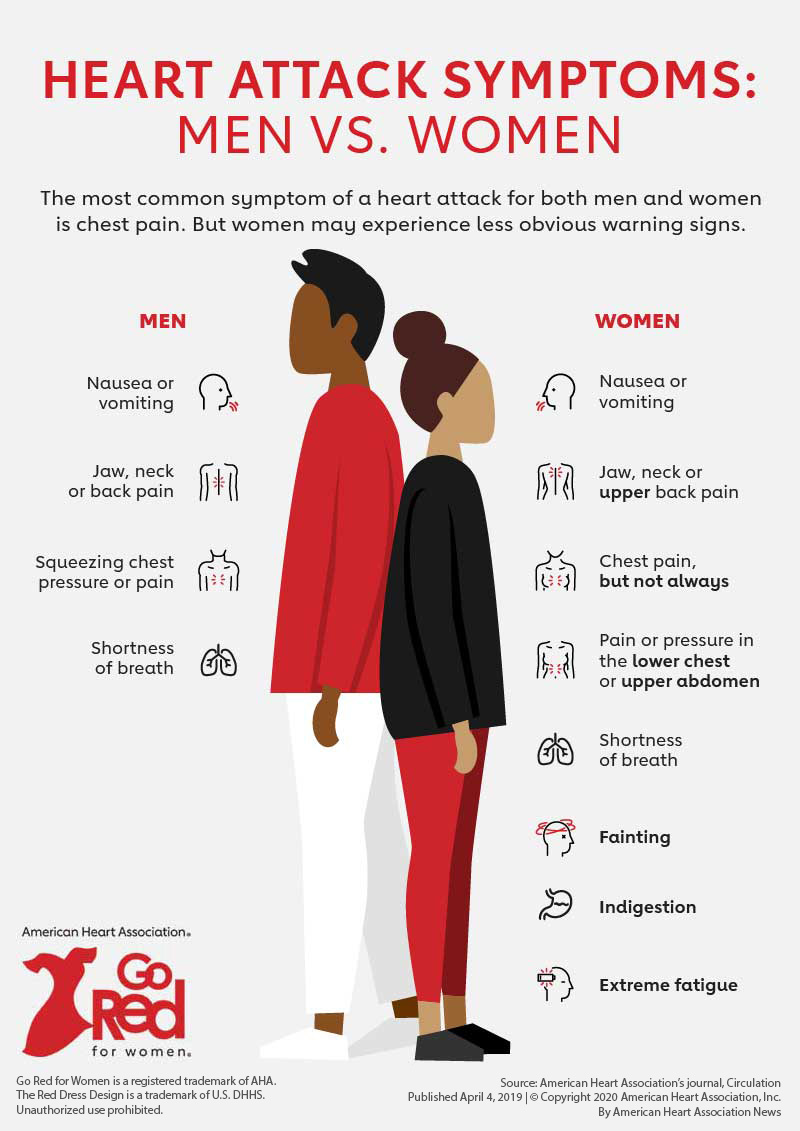 HEART ATTACK SYMPTOMS:
MEN VS. WOMEN
The most common symptom of a heart attack for both men and women
is chest pain. But women may experience less obvious warning signs.
MEN
Nausea or
vomiting
Jaw, neck
or back pain
Squeezing chest
pressure or pain
Shortness
of breath
WOMEN
Nausea or
vomiting
Jaw, neck or
upper back pain
Chest pain,
but not always
Pain or pressure in
the lower chest
or upper abdomen
Shortness
of breath
Fainting
Indigestion
Extreme fatigue
American Heart Association®
Go
Red
for women®
Go Red for Women is a registered trademark of AHA.
The Red Dress Design is a trademark of U.S. DHHS.
Unauthorized use prohibited.
Source: American Heart Association's journal, Circulation
Published April 4, 2019 | © Copyright 2020 American Heart Association, Inc.
By American Heart Association News